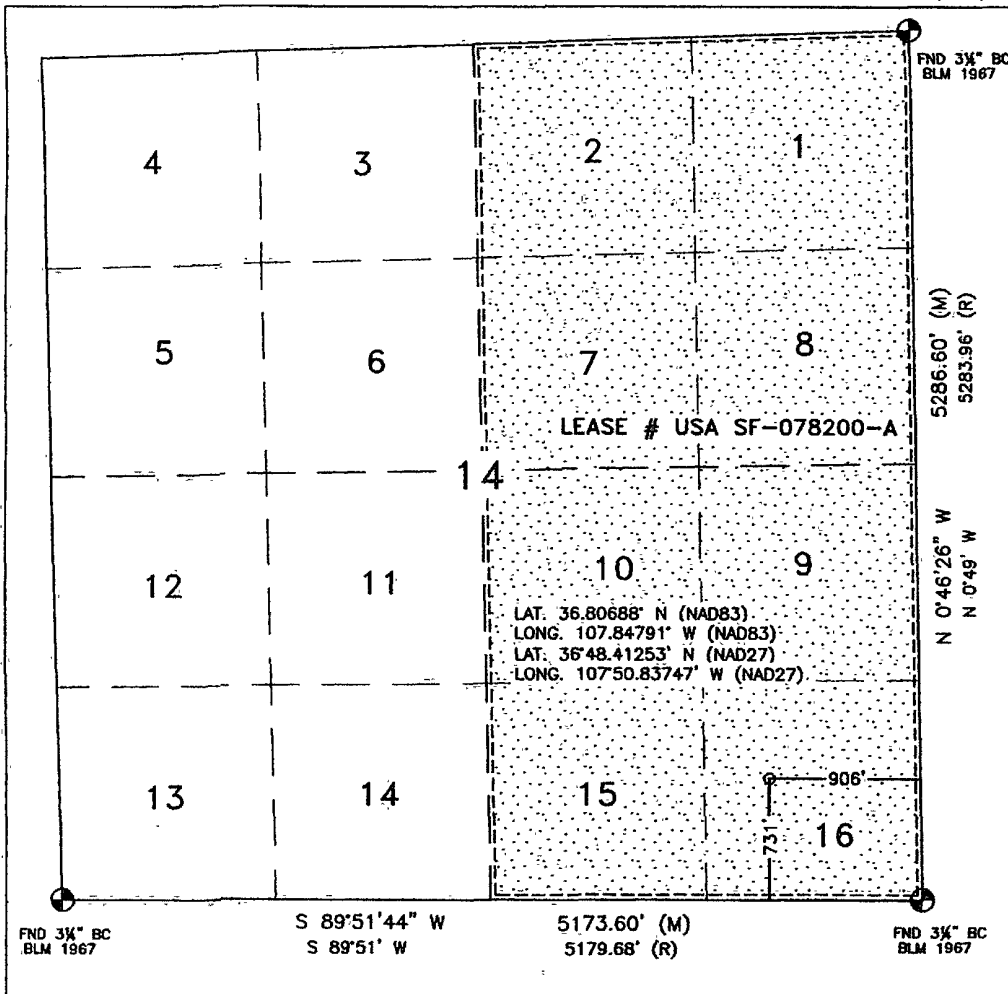 FND 3¼" BC
BLM 1967
4
3
2
1
5
6
7
8
5286.60' (M)
5283.96' (R)
LEASE # USA SF-078200-A
14
12
11
10
9
N 0°46'26" W
N 0°49' W
LAT. 36.80688° N (NAD83)
LONG. 107.84791° W (NAD83)
LAT. 36°48.41253' N (NAD27)
LONG. 107°50.83747' W (NAD27)
13
14
15
906'
731'
16
FND 3¼" BC
BLM 1967
S 89°51'44" W
S 89°51' W
5173.60' (M)
5179.68' (R)
FND 3¼" BC
BLM 1967